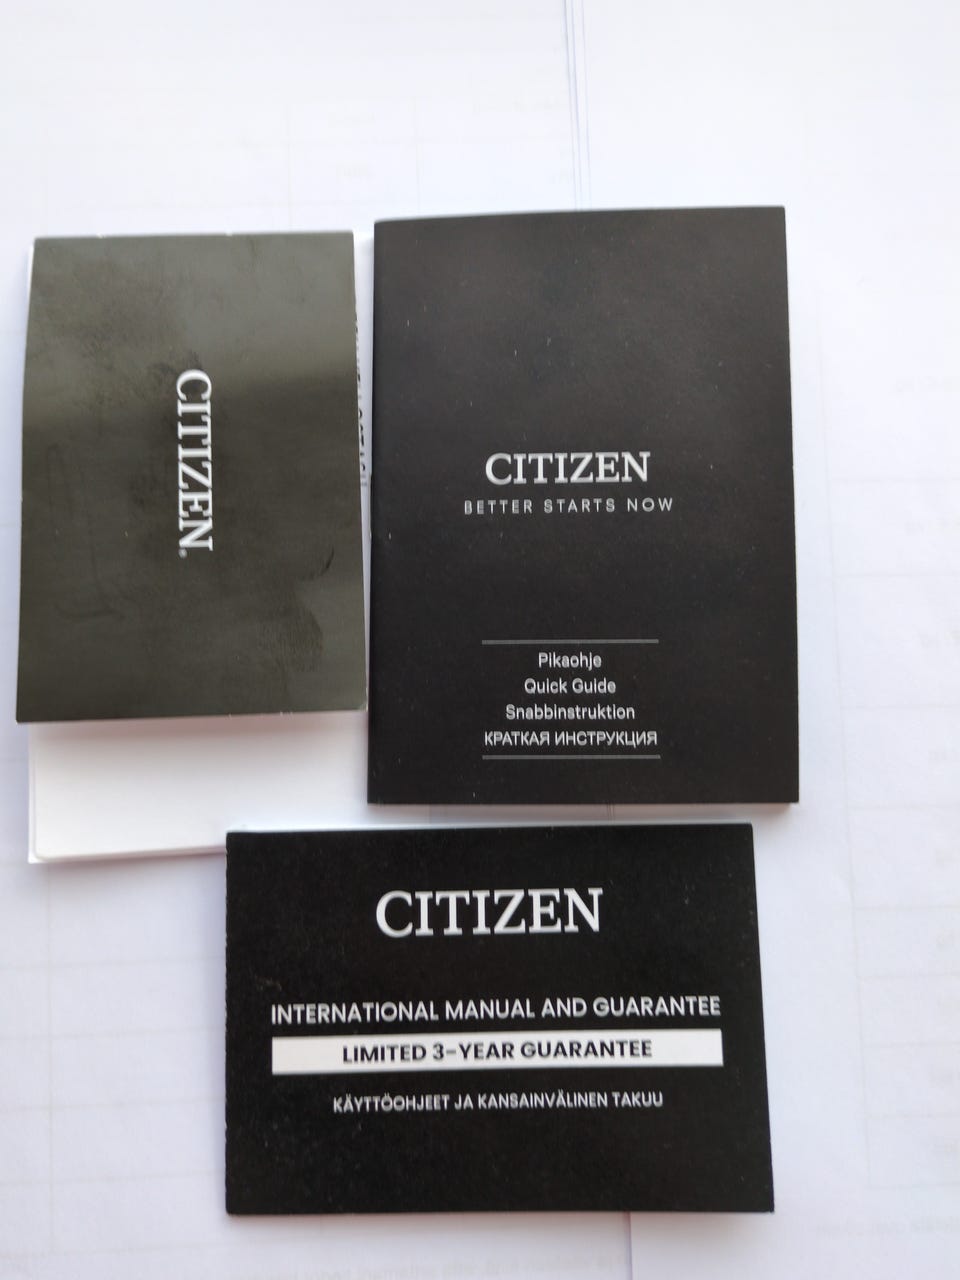 CITIZEN®
CITIZEN
BETTER STARTS NOW
Pikaohje
Quick Guide
Snabbinstruktion
КРАТКАЯ ИНСТРУКЦИЯ
CITIZEN
INTERNATIONAL MANUAL AND GUARANTEE
LIMITED 3-YEAR GUARANTEE
KÄYTTÖOHJEET JA KANSAINVÄLINEN TAKUU